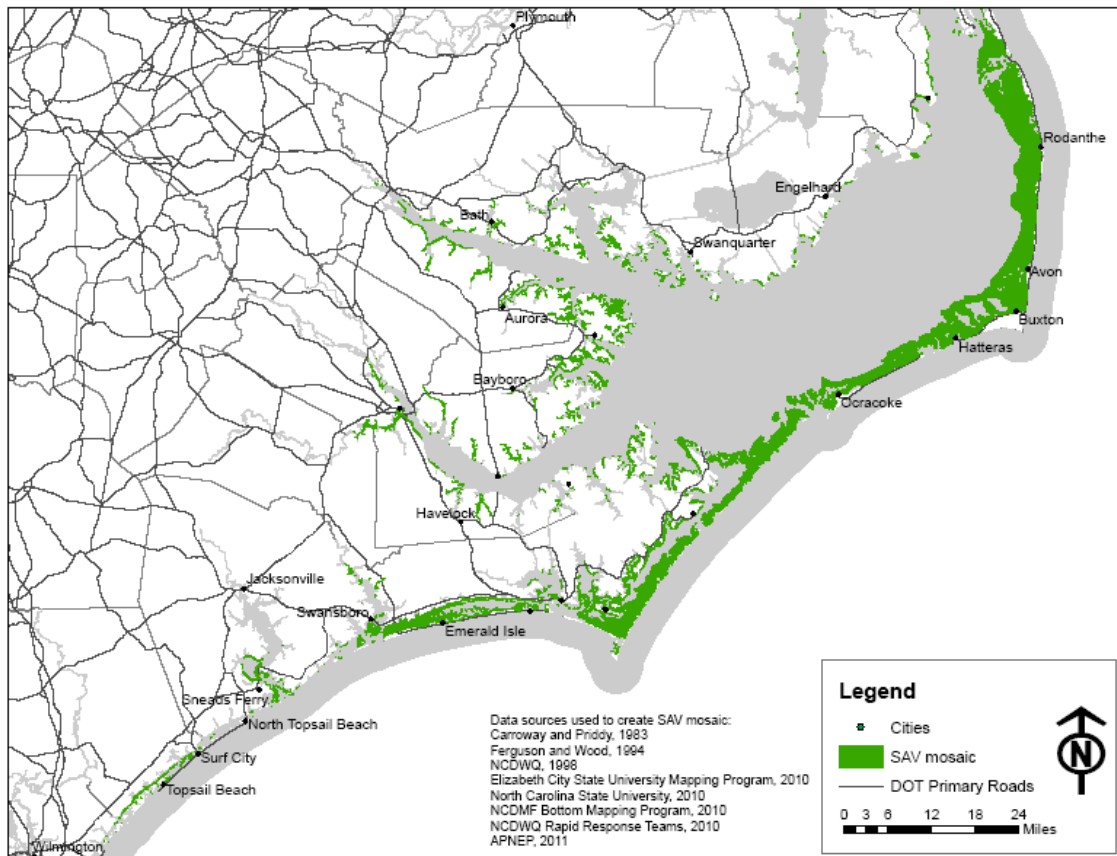 Plymouth
Rodanthe
Engelhard
Bath
Swanquarter
Avon
Aurora
Buxton
Hatteras
Bayboro
Ocracoke
Havelock
Jacksonville
Swansboro
Emerald Isle
Sneads Ferry
North Topsail Beach
Surf City
Topsail Beach
Wilmington
Data sources used to create SAV mosaic:
Carroway and Priddy, 1983
Ferguson and Wood, 1994
NCDWQ, 1998
Elizabeth City State University Mapping Program, 2010
North Carolina State University, 2010
NCDMF Bottom Mapping Program, 2010
NCDWQ Rapid Response Teams, 2010
APNEP, 2011
Legend
Cities
SAV mosaic
DOT Primary Roads
0 3 6 12 18 24
Miles
N